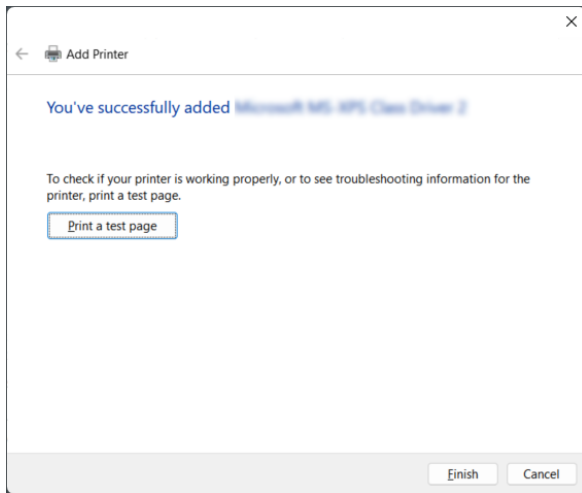 Add Printer
You've successfully added
To check if your printer is working properly, or to see troubleshooting information for the
printer, print a test page.
Print a test page
Finish
Cancel